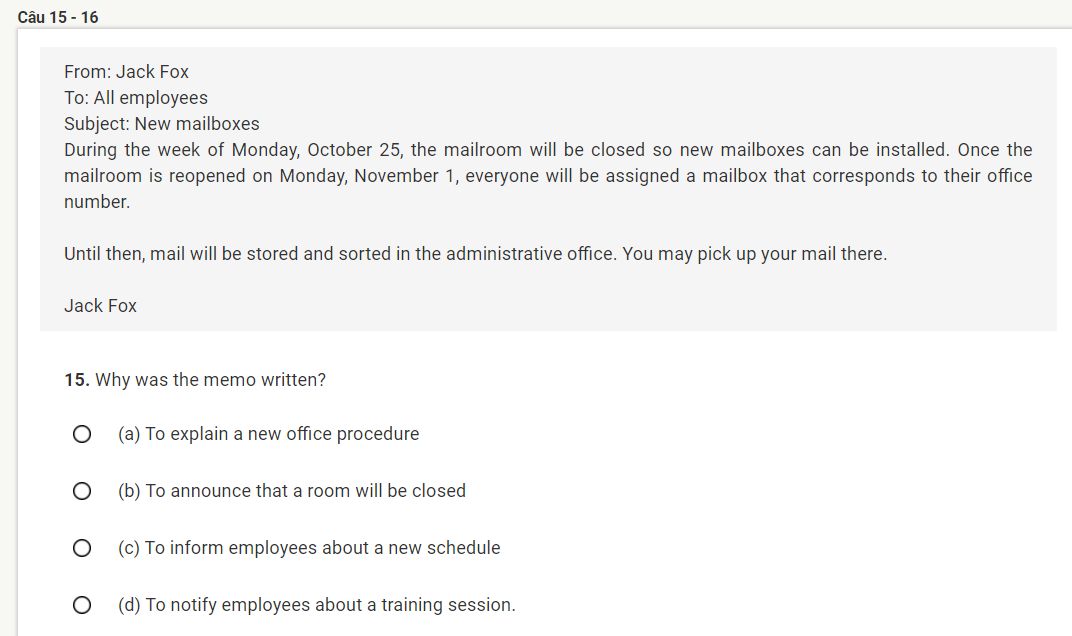 Câu 15 - 16
From: Jack Fox
To: All employees
Subject: New mailboxes
During the week of Monday, October 25, the mailroom will be closed so new mailboxes can be installed. Once the
mailroom is reopened on Monday, November 1, everyone will be assigned a mailbox that corresponds to their office
number.
Until then, mail will be stored and sorted in the administrative office. You may pick up your mail there.
Jack Fox
15. Why was the memo written?
(a) To explain a new office procedure
(b) To announce that a room will be closed
(c) To inform employees about a new schedule
(d) To notify employees about a training session.